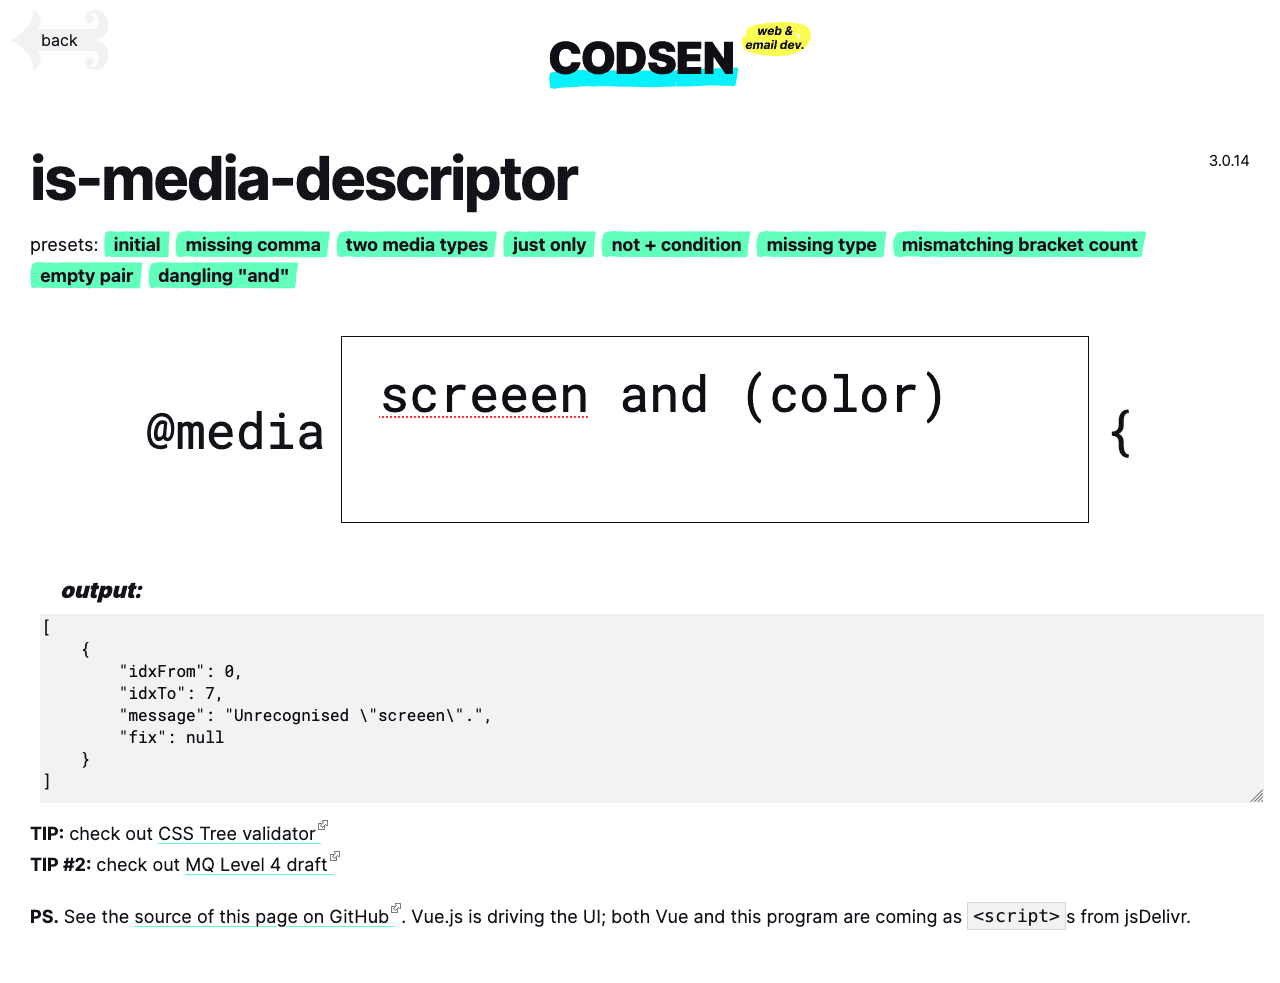 back
CODSEN
web &
email dev.
is-media-descriptor
3.0.14
presets: initial missing comma two media types just only not + condition missing type mismatching bracket count
empty pair dangling "and"
@media screeen and (color) {
output:
[
    {
        "idxFrom": 0,
        "idxTo": 7,
        "message": "Unrecognised \"screeen\".",
        "fix": null
    }
]
TIP: check out CSS Tree validator
TIP #2: check out MQ Level 4 draft
PS. See the source of this page on GitHub. Vue.js is driving the UI; both Vue and this program are coming as <script>s from jsDelivr.